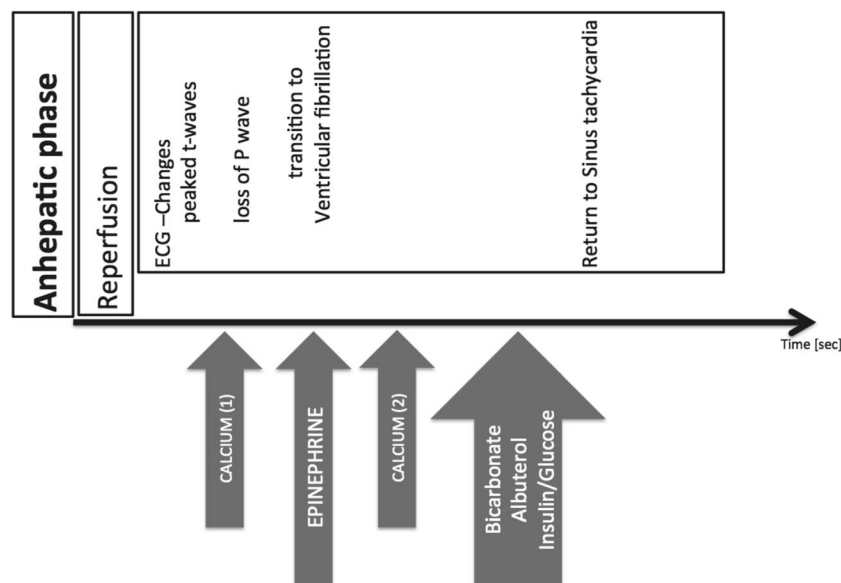 Anhepatic phase
Reperfusion
ECG –Changes
peaked t-waves
loss of P wave
transition to
Ventricular fibrillation
Return to Sinus tachycardia
Time [sec]
CALCIUM (1)
EPINEPHRINE
CALCIUM (2)
Bicarbonate
Albuterol
Insulin/Glucose